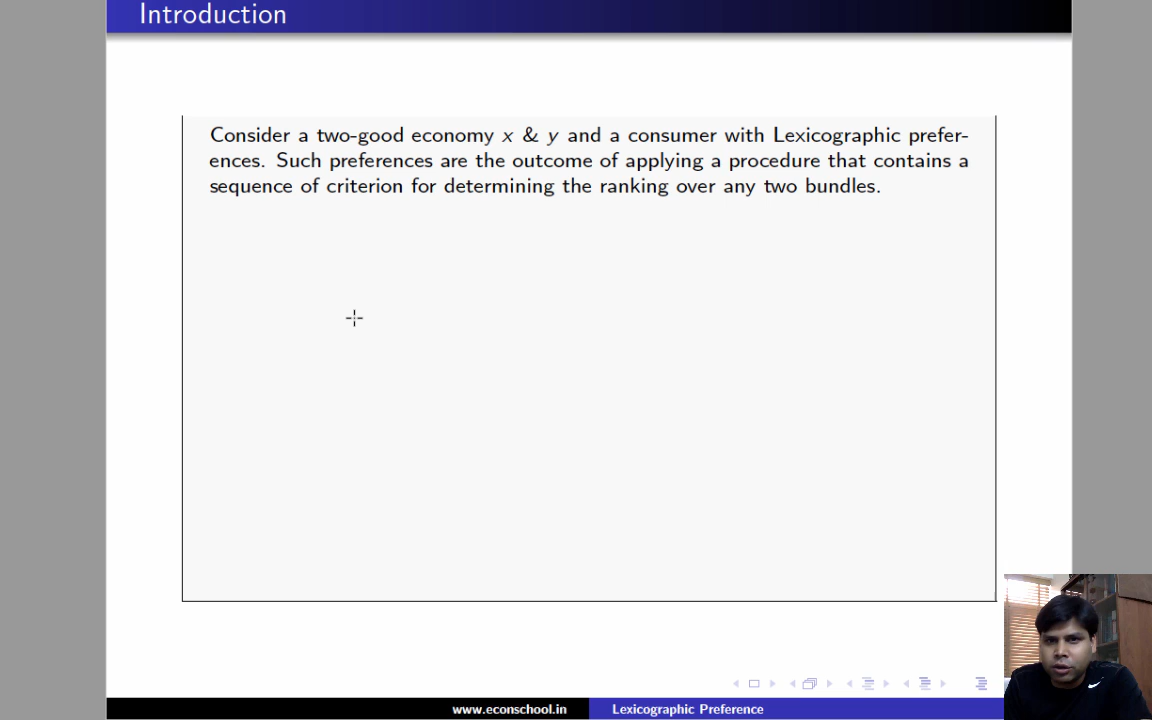 Introduction
Consider a two-good economy x & y and a consumer with Lexicographic prefer-
ences. Such preferences are the outcome of applying a procedure that contains a
sequence of criterion for determining the ranking over any two bundles.
www.econschool.in Lexicographic Preference